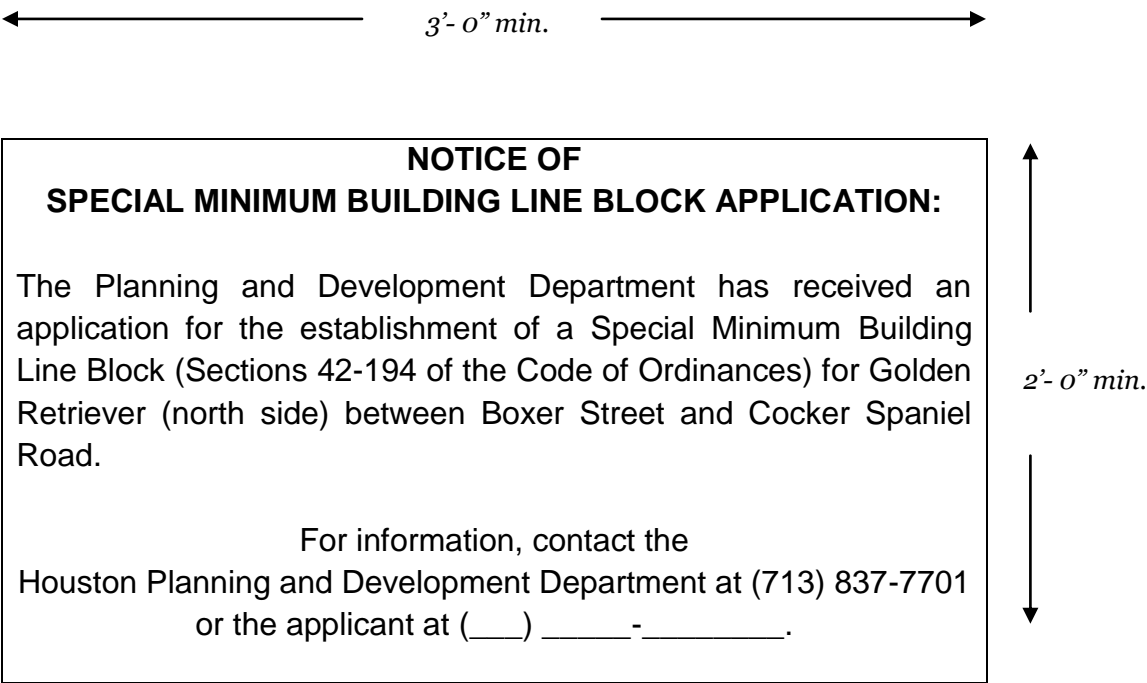 3’- 0” min.
NOTICE OF
SPECIAL MINIMUM BUILDING LINE BLOCK APPLICATION:
The Planning and Development Department has received an
application for the establishment of a Special Minimum Building
Line Block (Sections 42-194 of the Code of Ordinances) for Golden
Retriever (north side) between Boxer Street and Cocker Spaniel
Road.
2’- 0” min.
For information, contact the
Houston Planning and Development Department at (713) 837-7701
or the applicant at (___) _____-________.